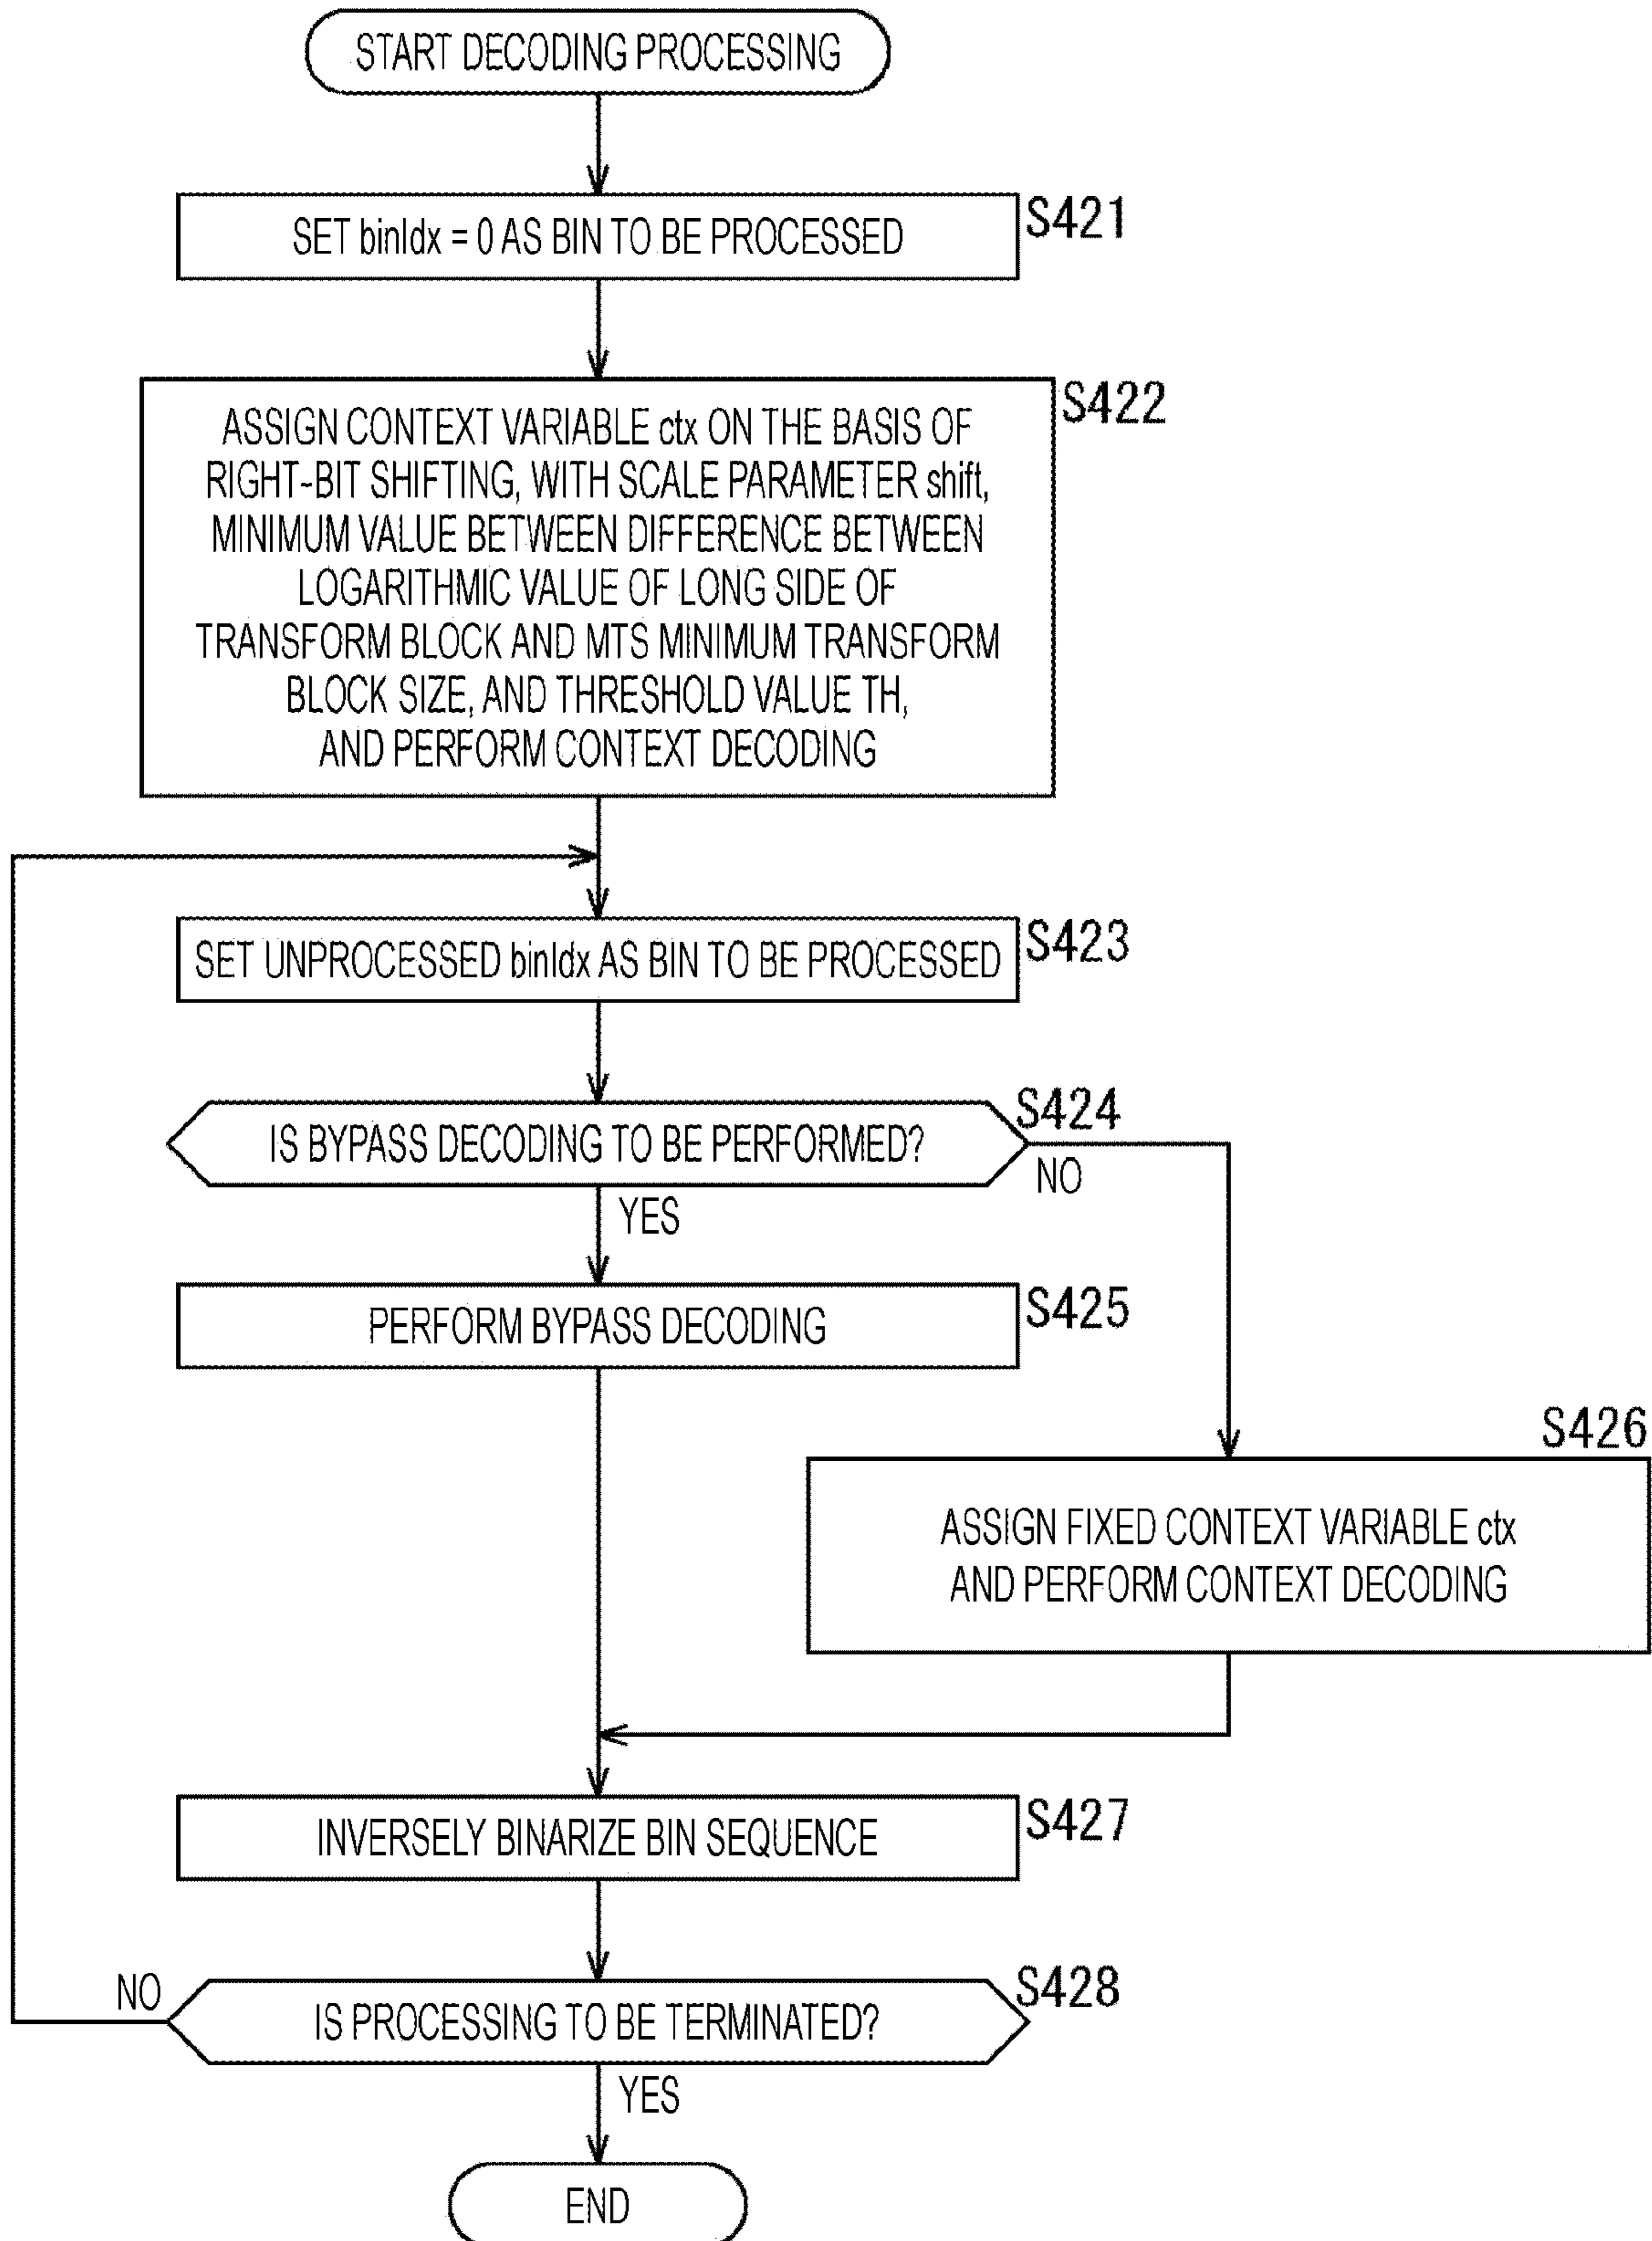 START DECODING PROCESSING
SET binIdx = 0 AS BIN TO BE PROCESSED
S421
S422
ASSIGN CONTEXT VARIABLE ctx ON THE BASIS OF
RIGHT-BIT SHIFTING, WITH SCALE PARAMETER shift,
MINIMUM VALUE BETWEEN DIFFERENCE BETWEEN
LOGARITHMIC VALUE OF LONG SIDE OF
TRANSFORM BLOCK AND MTS MINIMUM TRANSFORM
BLOCK SIZE, AND THRESHOLD VALUE TH,
AND PERFORM CONTEXT DECODING
SET UNPROCESSED binIdx AS BIN TO BE PROCESSED
S423
S424
IS BYPASS DECODING TO BE PERFORMED?
NO
YES
PERFORM BYPASS DECODING
S425
S426
ASSIGN FIXED CONTEXT VARIABLE ctx
AND PERFORM CONTEXT DECODING
INVERSELY BINARIZE BIN SEQUENCE
S427
NO
S428
IS PROCESSING TO BE TERMINATED?
YES
END